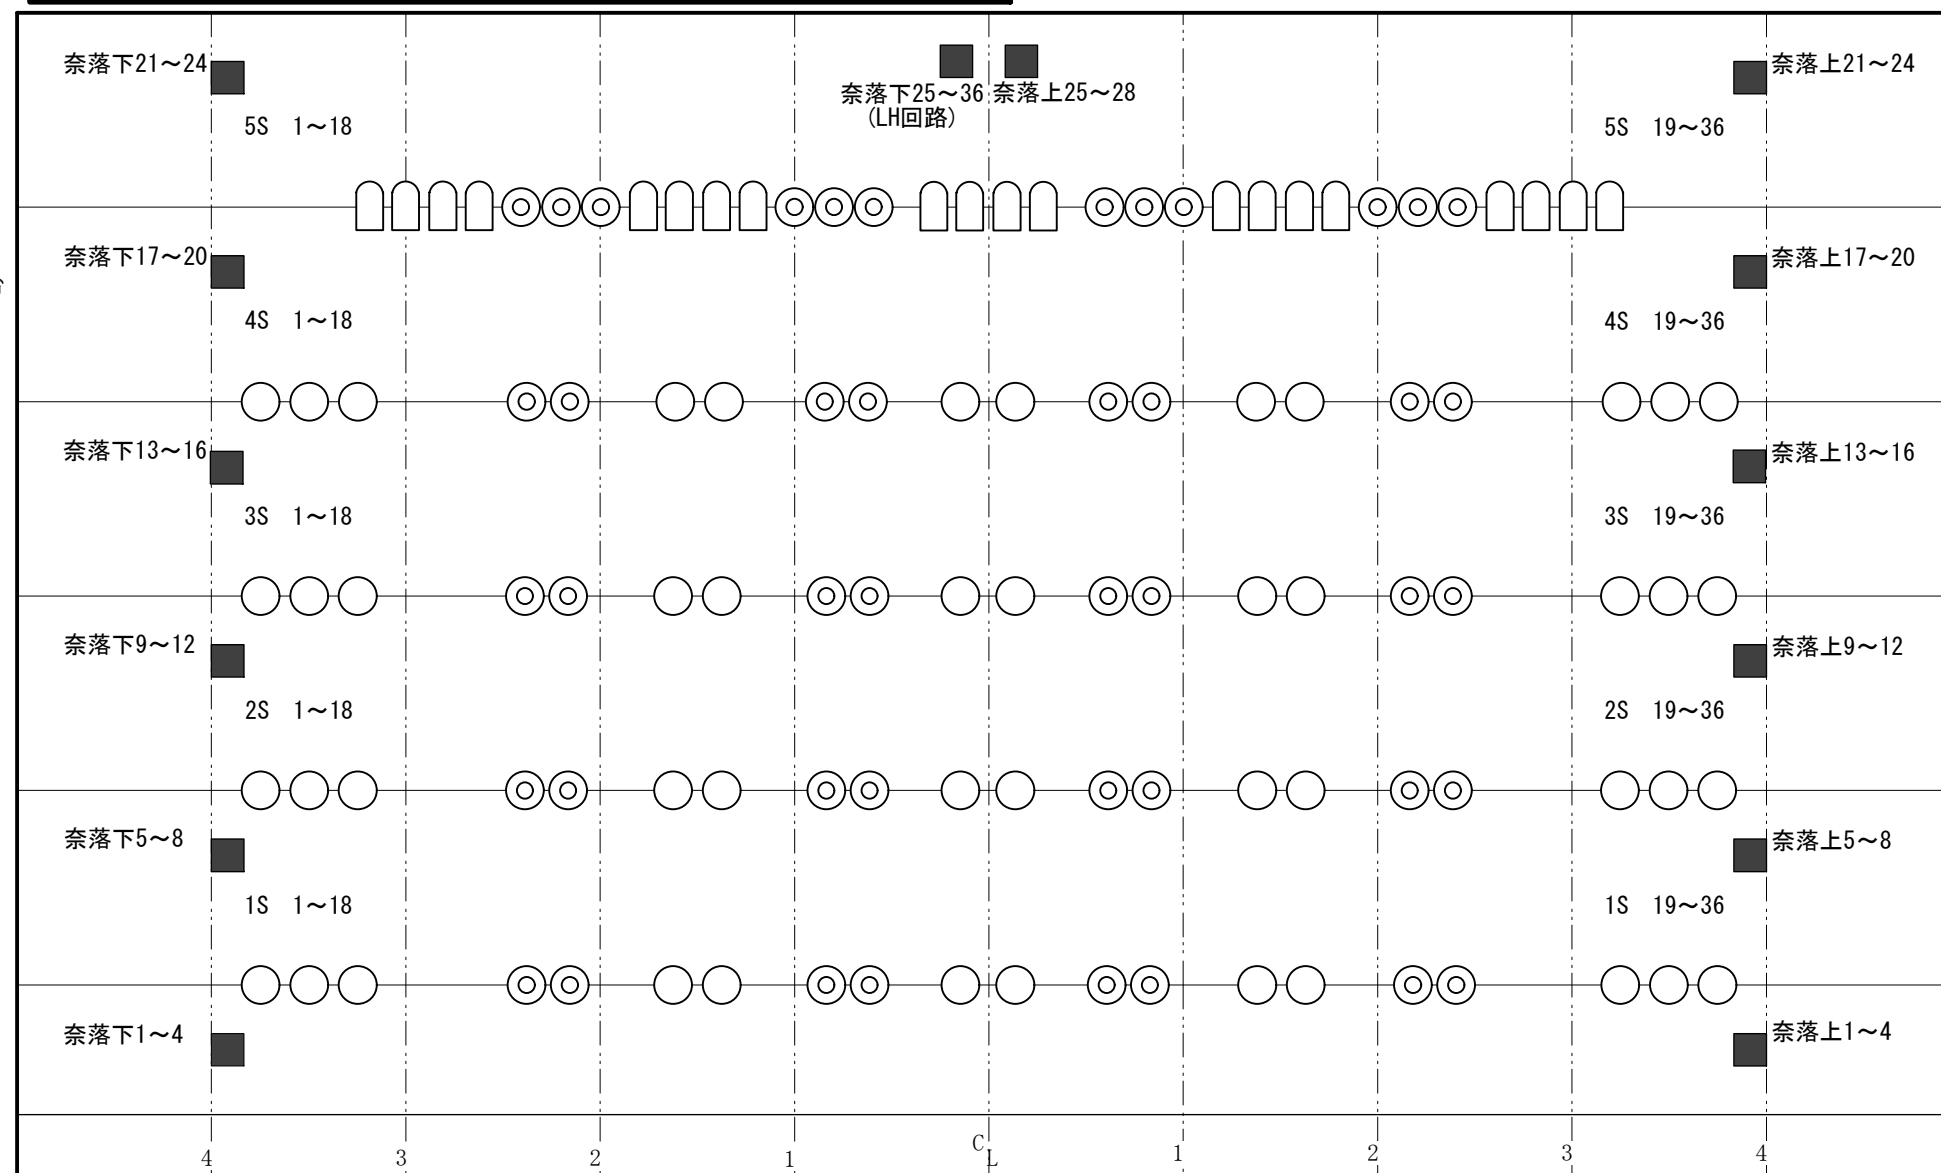 奈落下21～24
奈落上21～24
奈落下25～36 奈落上25～28
(LH回路)
5S 1～18
5S 19～36
奈落下17～20
奈落上17～20
4S 1～18
4S 19～36
奈落下13～16
奈落上13～16
3S 1～18
3S 19～36
奈落下9～12
奈落上9～12
2S 1～18
2S 19～36
奈落下5～8
奈落上5～8
1S 1～18
1S 19～36
奈落下1～4
奈落上1～4
4 3 2 1 CL 1 2 3 4